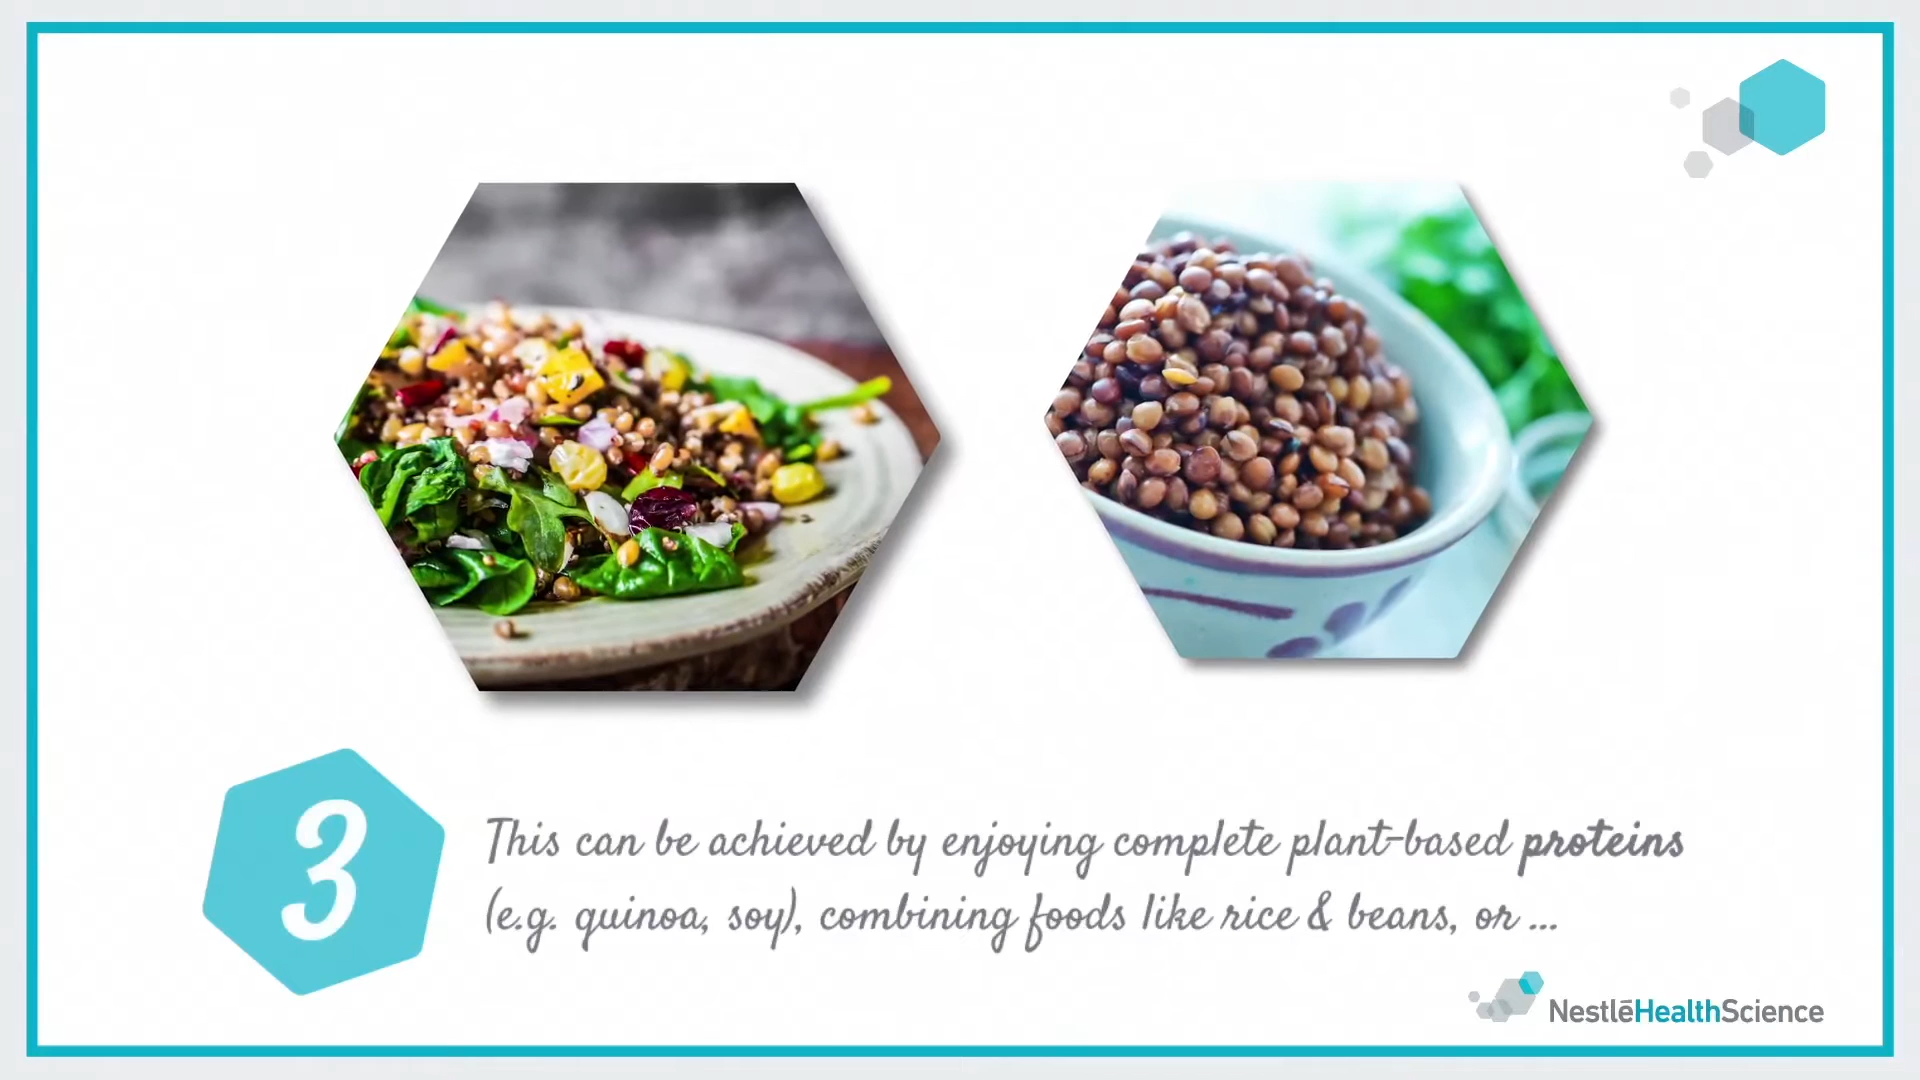 3
This can be achieved by enjoying complete plant-based proteins
(e.g. quinoa, soy), combining foods like rice & beans, or ...
NestléHealthScience